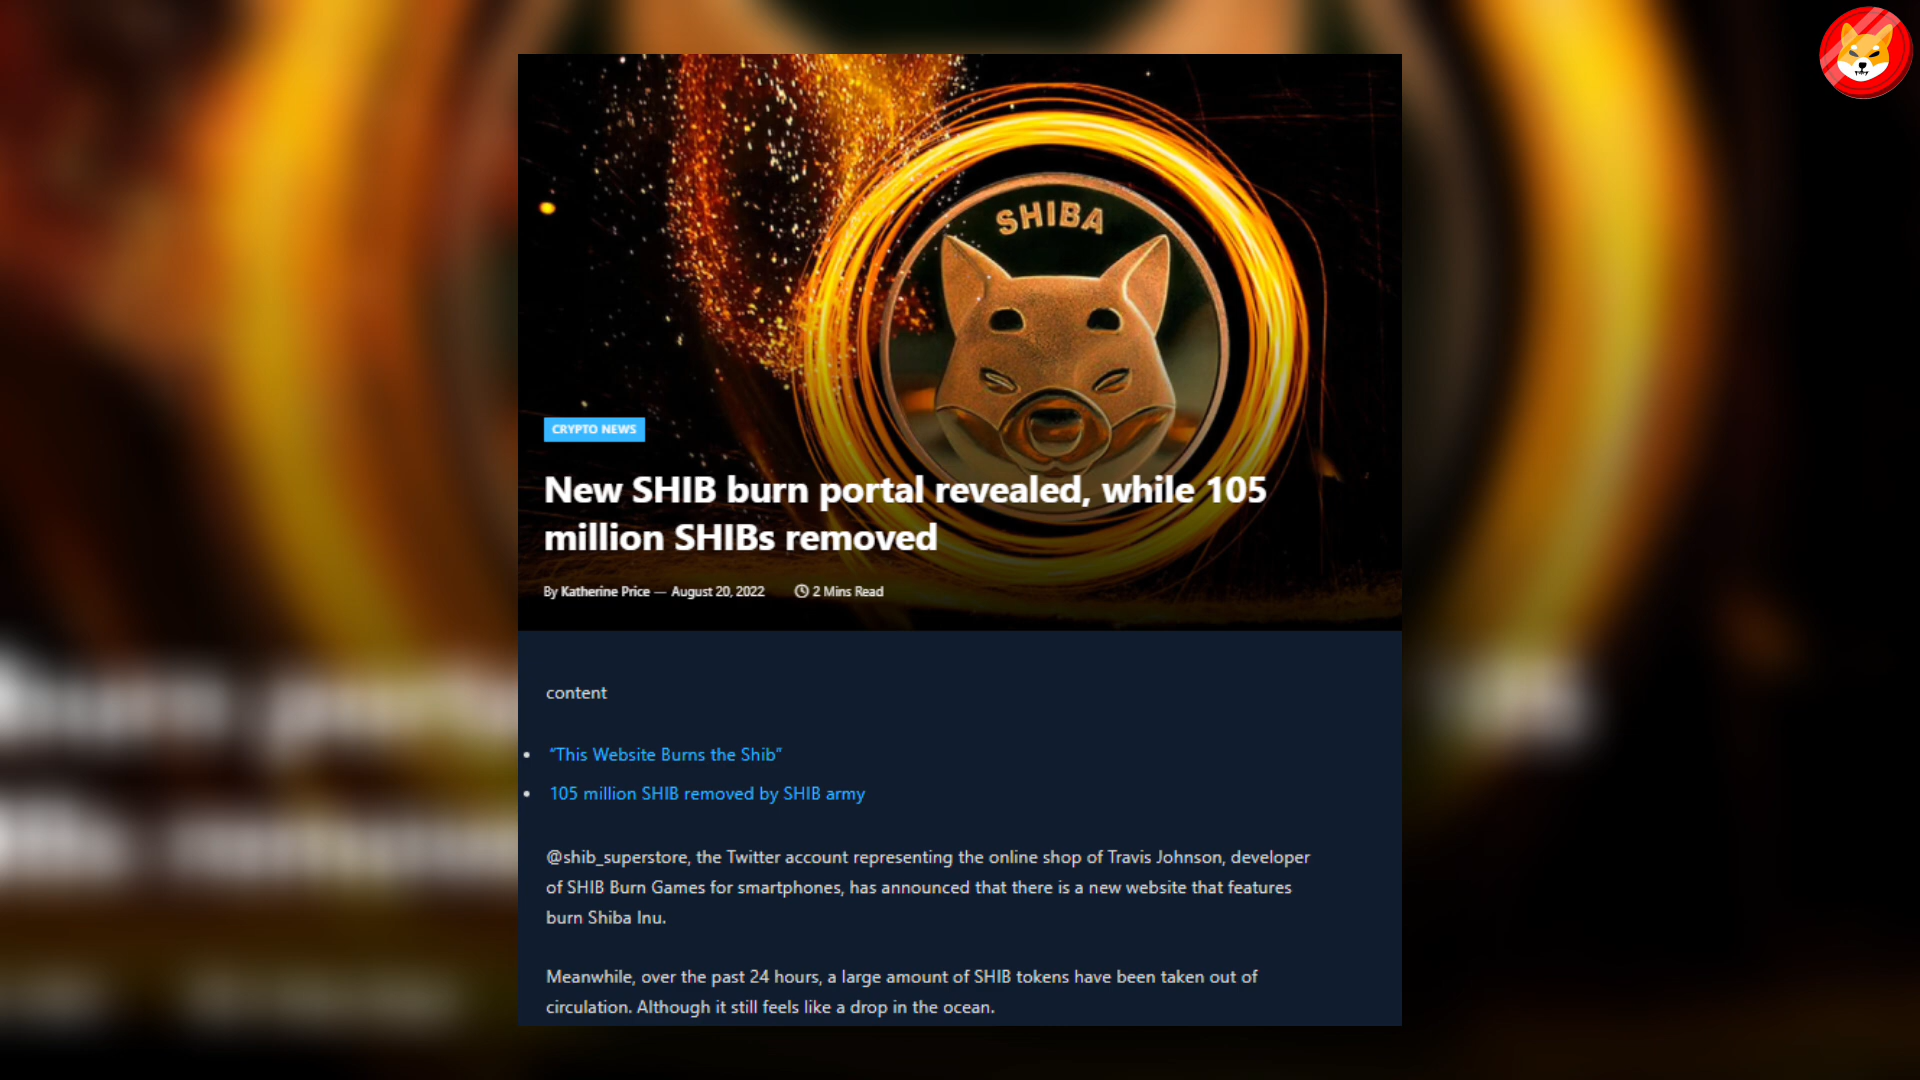 SHIBA
CRYPTO NEWS
New SHIB burn portal revealed, while 105
million SHIBs removed
By Katherine Price — August 20, 2022 2 Mins Read
content
• “This Website Burns the Shib”
• 105 million SHIB removed by SHIB army
@shib_superstore, the Twitter account representing the online shop of Travis Johnson, developer
of SHIB Burn Games for smartphones, has announced that there is a new website that features
burn Shiba Inu.
Meanwhile, over the past 24 hours, a large amount of SHIB tokens have been taken out of
circulation. Although it still feels like a drop in the ocean.